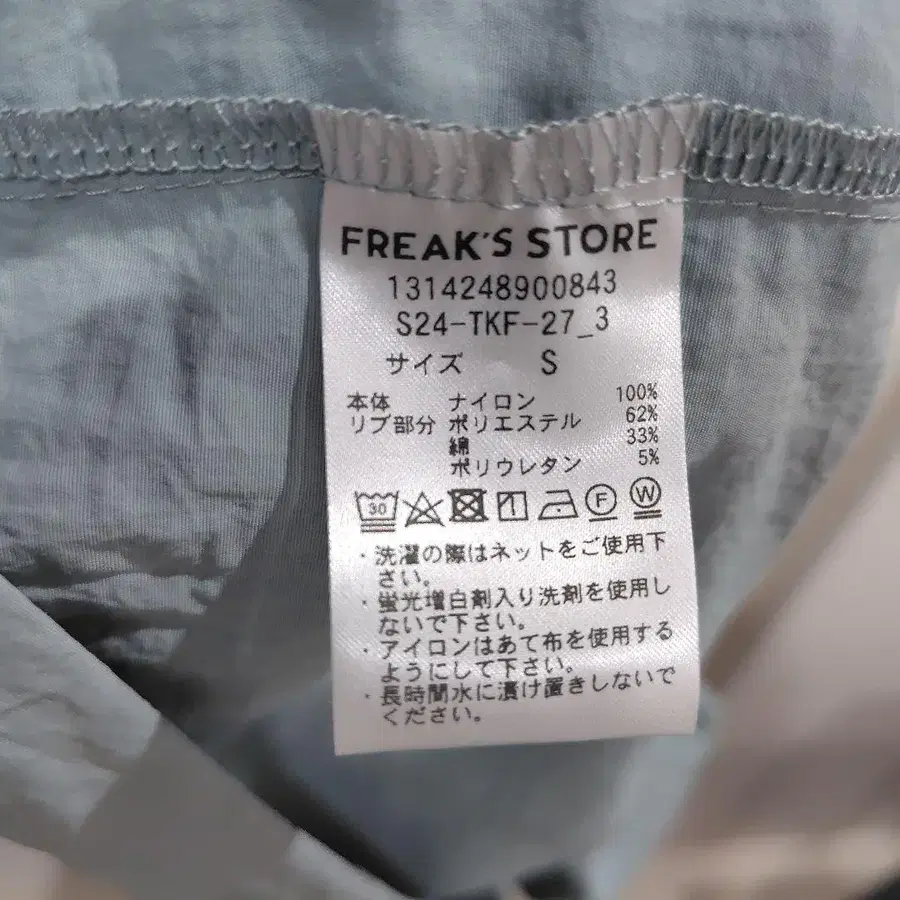 FREAK'S STORE
1314248900843
S24-TKF-27_3
サイズ S
本体 ナイロン 100%
リブ部分 ポリエステル 62%
綿 33%
ポリウレタン 5%
30 F W
・洗濯の際はネットをご使用下
さい。
・蛍光増白剤入り洗剤を使用し
ないで下さい。
・アイロンはあて布を使用する
ようにして下さい。
・長時間水に漬け置きしないで
ください。